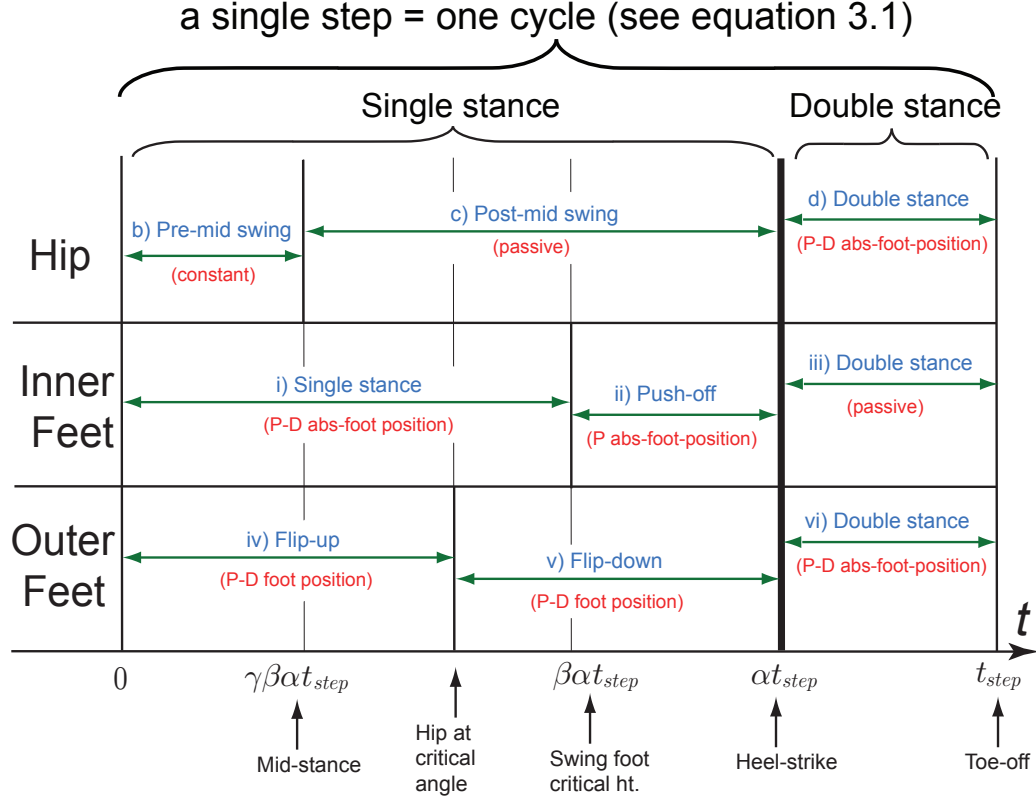 a single step = one cycle (see equation 3.1)
Single stance
Double stance
Hip
b) Pre-mid swing
(constant)
c) Post-mid swing
(passive)
d) Double stance
(P-D abs-foot-position)
Inner
Feet
i) Single stance
(P-D abs-foot position)
ii) Push-off
(P abs-foot-position)
iii) Double stance
(passive)
Outer
Feet
iv) Flip-up
(P-D foot position)
v) Flip-down
(P-D foot position)
vi) Double stance
(P-D abs-foot-position)
t
0
γβαt_step
βαt_step
αt_step
t_step
Mid-stance
Hip at
critical
angle
Swing foot
critical ht.
Heel-strike
Toe-off